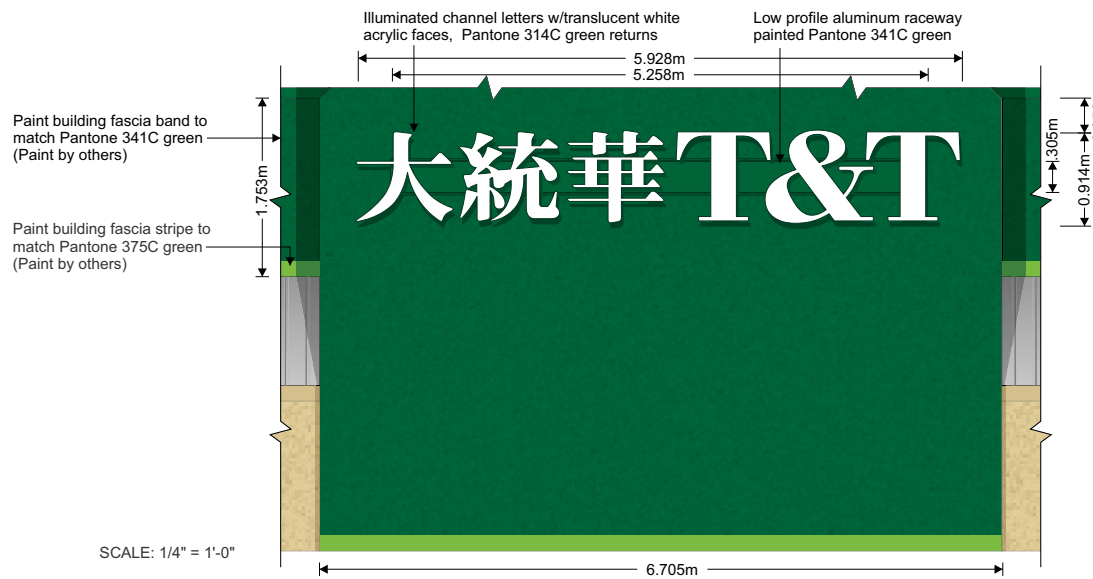 Illuminated channel letters w/translucent white
acrylic faces, Pantone 314C green returns
Low profile aluminum raceway
painted Pantone 341C green
5.928m
5.258m
Paint building fascia band to
match Pantone 341C green
(Paint by others)
1.753m
大統華T&T
.305m
0.914m
Paint building fascia stripe to
match Pantone 375C green
(Paint by others)
SCALE: 1/4" = 1'-0"
6.705m